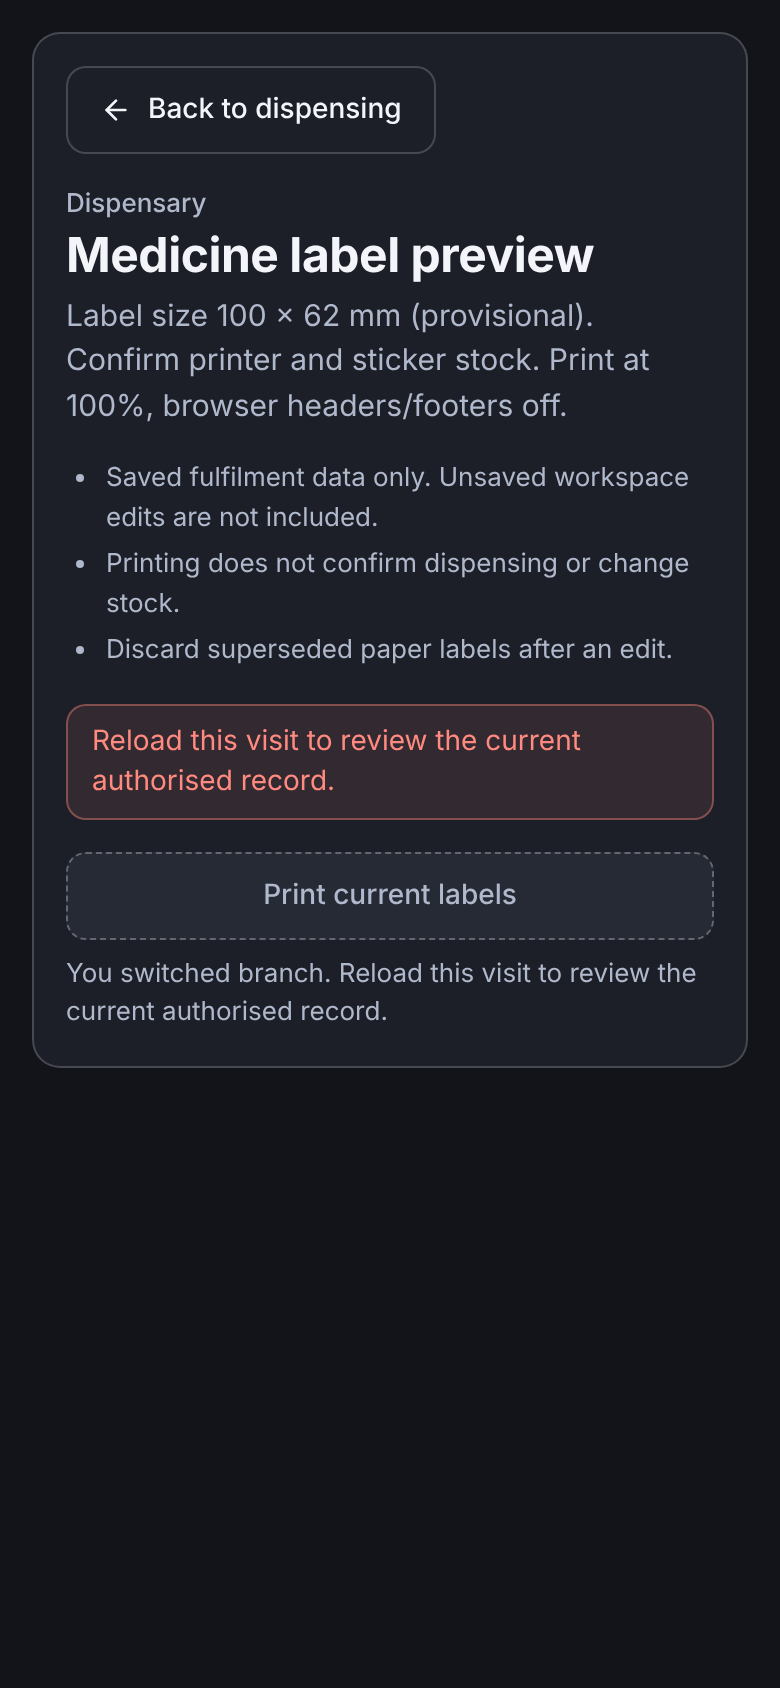 Back to dispensing
Dispensary
Medicine label preview
Label size 100 × 62 mm (provisional).
Confirm printer and sticker stock. Print at
100%, browser headers/footers off.
• Saved fulfilment data only. Unsaved workspace
edits are not included.
• Printing does not confirm dispensing or change
stock.
• Discard superseded paper labels after an edit.
Reload this visit to review the current
authorised record.
Print current labels
You switched branch. Reload this visit to review the
current authorised record.